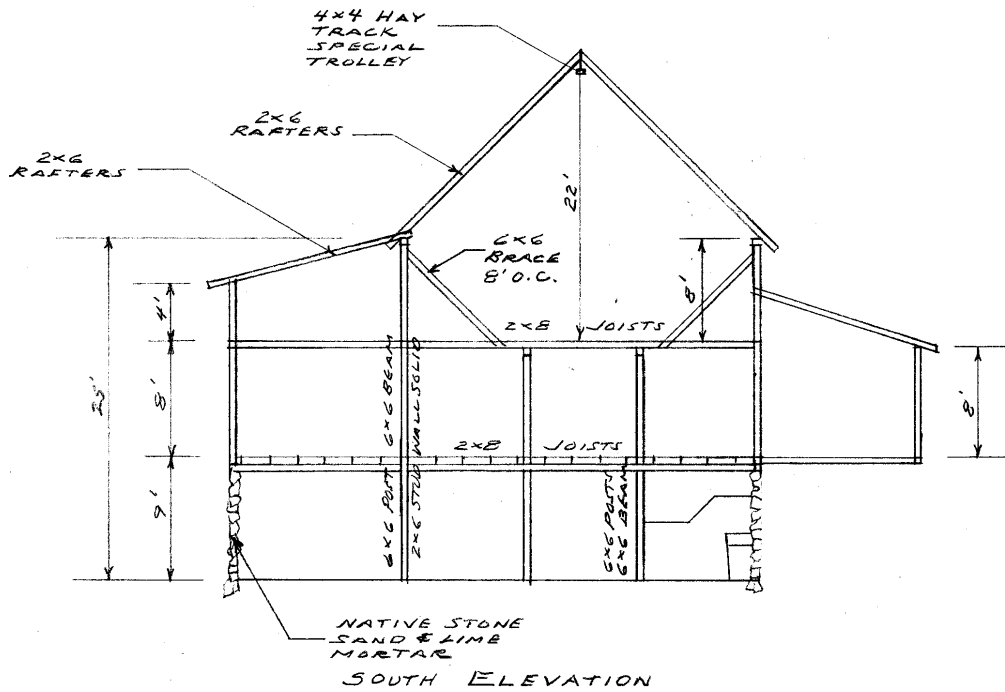 4x4 HAY
TRACK
SPECIAL
TROLLEY
2x6
RAFTERS
2x6
RAFTERS
22'
6x6
BRACE
8' O.C.
8'
4'
2x8 JOISTS
25'
8'
6x6 POST 6x6 BEAM
2x6 STUD WALL SOLID
8'
2x8 JOISTS
9'
6x6 POSTS
6x6 BEAM
NATIVE STONE
SAND & LIME
MORTAR
SOUTH ELEVATION